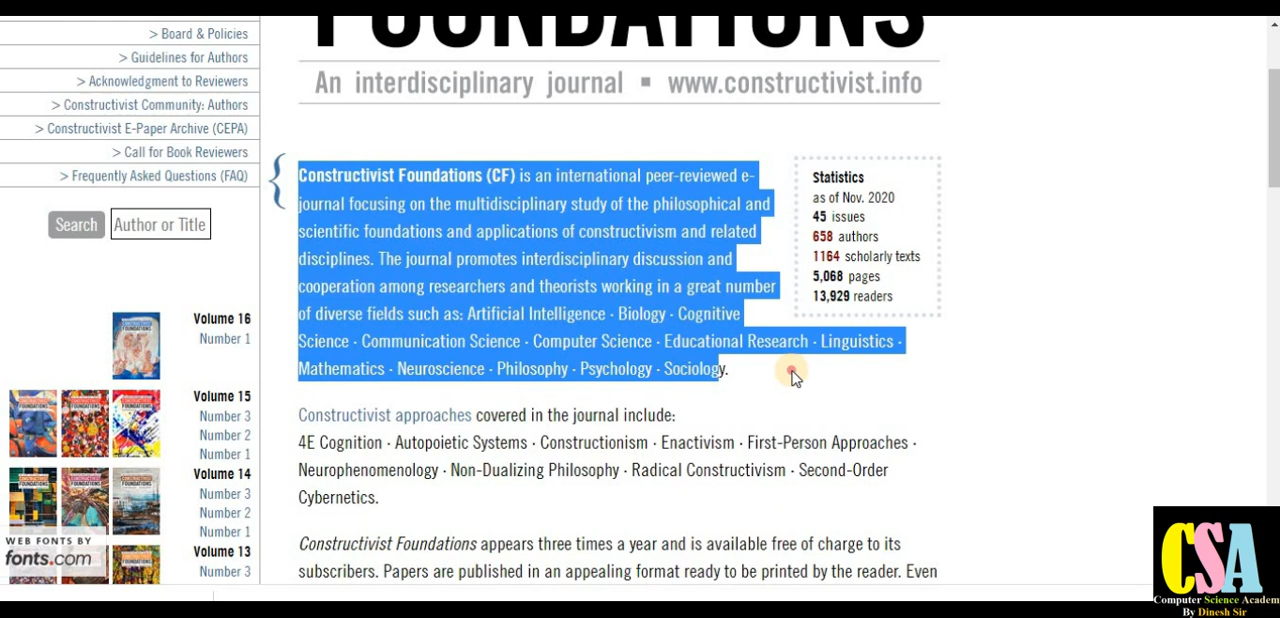 FOUNDATIONS
An interdisciplinary journal ▪ www.constructivist.info
> Board & Policies
> Guidelines for Authors
> Acknowledgment to Reviewers
> Constructivist Community: Authors
> Constructivist E-Paper Archive (CEPA)
> Call for Book Reviewers
> Frequently Asked Questions (FAQ)
Search Author or Title
Volume 16
Number 1
Volume 15
Number 3
Number 2
Number 1
Volume 14
Number 3
Number 2
Number 1
Volume 13
Number 3
WEB FONTS BY
fonts.com
{
Constructivist Foundations (CF) is an international peer-reviewed e-
journal focusing on the multidisciplinary study of the philosophical and
scientific foundations and applications of constructivism and related
disciplines. The journal promotes interdisciplinary discussion and
cooperation among researchers and theorists working in a great number
of diverse fields such as: Artificial Intelligence · Biology · Cognitive
Science · Communication Science · Computer Science · Educational Research · Linguistics ·
Mathematics · Neuroscience · Philosophy · Psychology · Sociology.
Statistics
as of Nov. 2020
45 issues
658 authors
1164 scholarly texts
5,068 pages
13,929 readers
Constructivist approaches covered in the journal include:
4E Cognition · Autopoietic Systems · Constructionism · Enactivism · First-Person Approaches ·
Neurophenomenology · Non-Dualizing Philosophy · Radical Constructivism · Second-Order
Cybernetics.
Constructivist Foundations appears three times a year and is available free of charge to its
subscribers. Papers are published in an appealing format ready to be printed by the reader. Even
CSA
Computer Science Academ
By Dinesh Sir